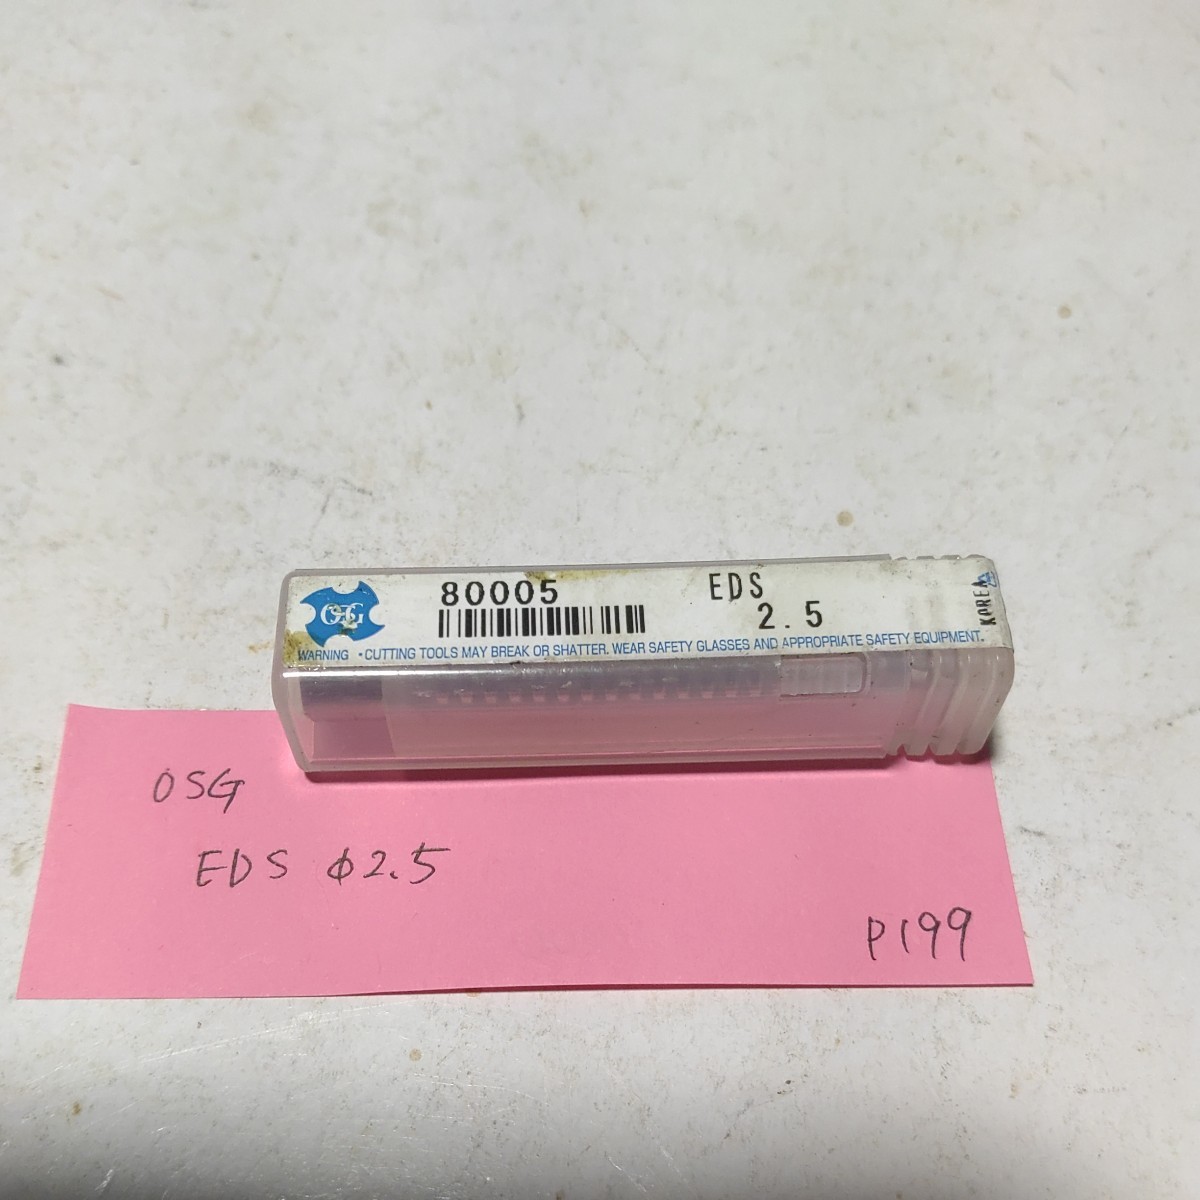 OSG
80005
EDS
2.5
KOREA
WARNING •CUTTING TOOLS MAY BREAK OR SHATTER. WEAR SAFETY GLASSES AND APPROPRIATE SAFETY EQUIPMENT.
OSG
EDS φ2.5
P199